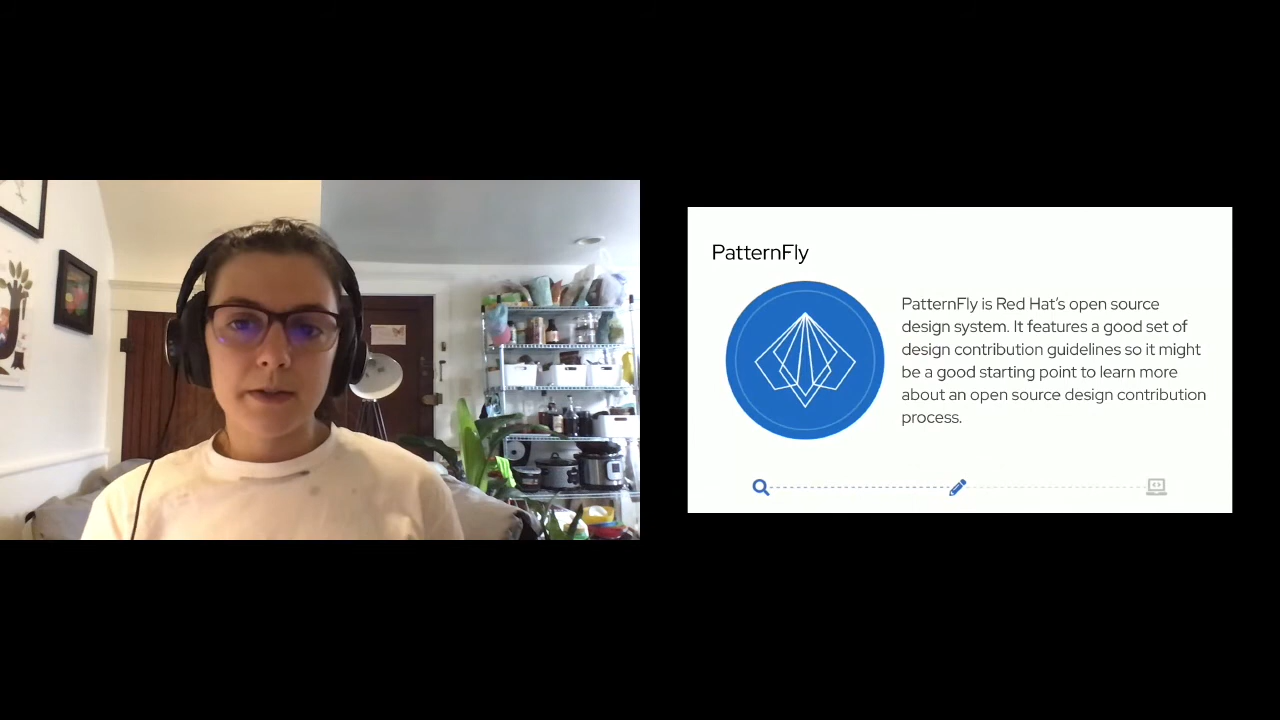 PatternFly
PatternFly is Red Hat's open source
design system. It features a good set of
design contribution guidelines so it might
be a good starting point to learn more
about an open source design contribution
process.